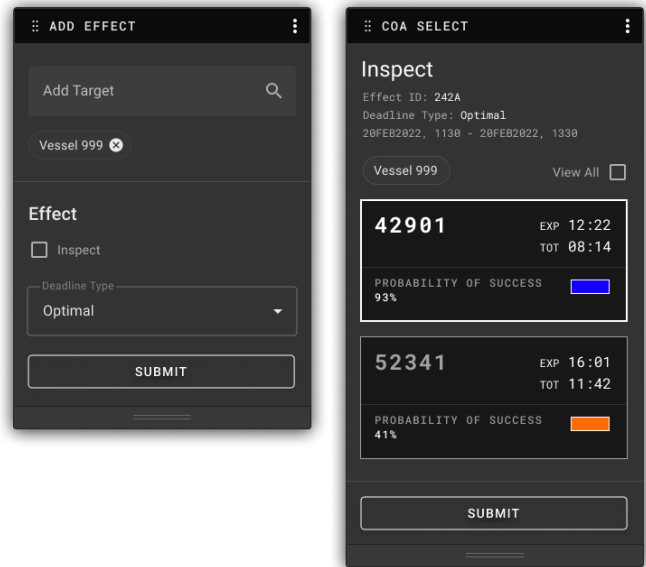 ADD EFFECT
Add Target
Vessel 999
Effect
Inspect
Deadline Type
Optimal
SUBMIT
COA SELECT
Inspect
Effect ID: 242A
Deadline Type: Optimal
20FEB2022, 1130 - 20FEB2022, 1330
Vessel 999
View All
42901
EXP 12:22
TOT 08:14
PROBABILITY OF SUCCESS
93%
52341
EXP 16:01
TOT 11:42
PROBABILITY OF SUCCESS
41%
SUBMIT